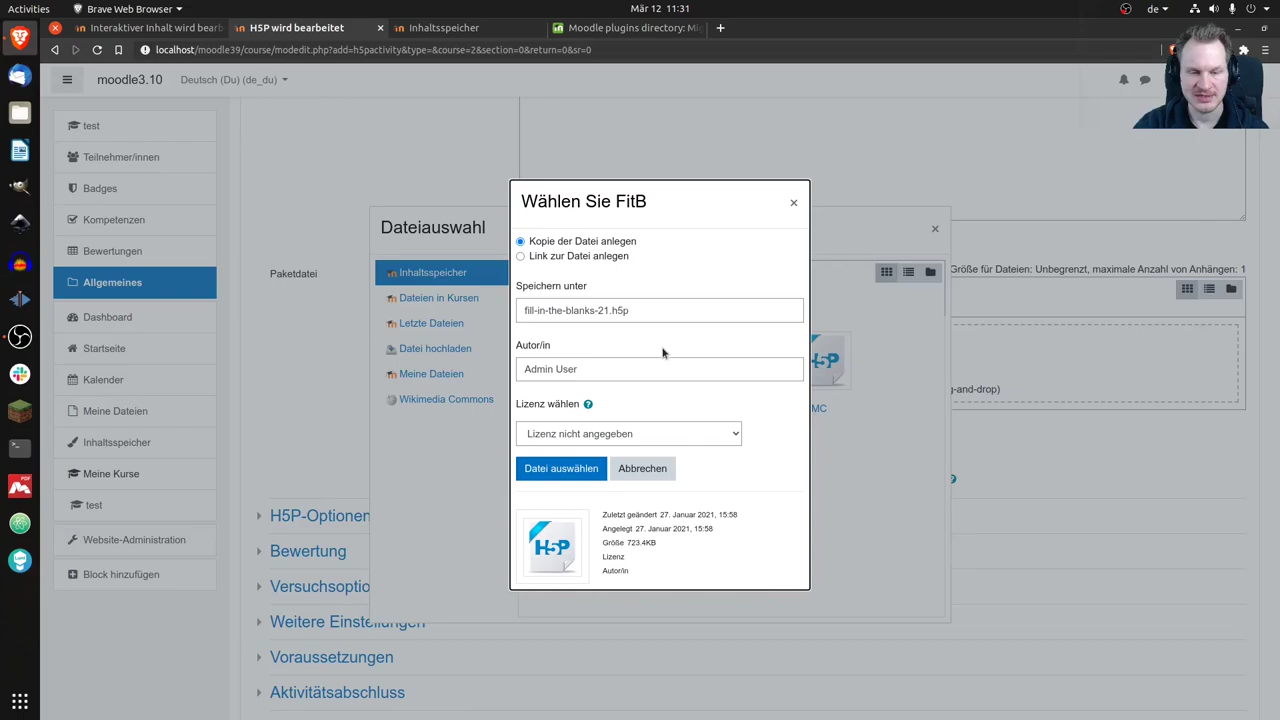 Activities
Brave Web Browser
Mär 12 11:31
de
Interaktiver Inhalt wird bearb
H5P wird bearbeitet
Inhaltsspeicher
Moodle plugins directory: Mi
localhost/moodle39/course/modedit.php?add=h5pactivity&type=&course=2&section=0&return=0&sr=0
moodle3.10
Deutsch (Du) (de_du)
test
Teilnehmer/innen
Badges
Kompetenzen
Bewertungen
Allgemeines
Dashboard
Startseite
Kalender
Meine Dateien
Inhaltsspeicher
Meine Kurse
test
Website-Administration
Block hinzufügen
Paketdatei
Größe für Dateien: Unbegrenzt, maximale Anzahl von Anhängen: 1
g-and-drop)
Dateiauswahl
×
Inhaltsspeicher
Dateien in Kursen
Letzte Dateien
Datei hochladen
Meine Dateien
Wikimedia Commons
H5P
MC
Wählen Sie FitB
×
Kopie der Datei anlegen
Link zur Datei anlegen
Speichern unter
fill-in-the-blanks-21.h5p
Autor/in
Admin User
Lizenz wählen
Lizenz nicht angegeben
Datei auswählen
Abbrechen
H5P
Zuletzt geändert 27. Januar 2021, 15:58
Angelegt 27. Januar 2021, 15:58
Größe 723.4KB
Lizenz
Autor/in
H5P-Optionen
Bewertung
Versuchsoptio
Weitere Einstellungen
Voraussetzungen
Aktivitätsabschluss